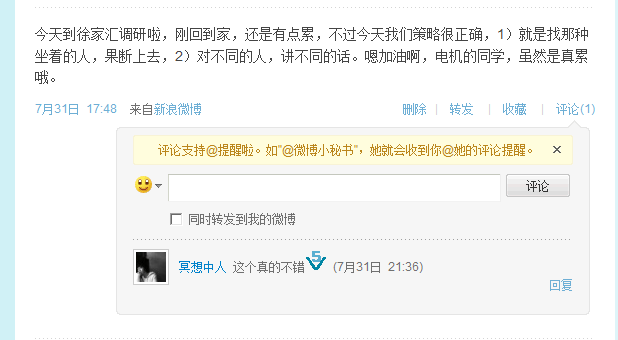 今天到徐家汇调研啦，刚回到家，还是有点累，不过今天我们策略很正确，1）就是找那种
坐着的人，果断上去，2）对不同的人，讲不同的话。嗯加油啊，电机的同学，虽然是真累
哦。
7月31日 17:48 来自新浪微博 删除 | 转发 | 收藏 | 评论(1)
评论支持@提醒啦。如"@微博小秘书"，她就会收到你@她的评论提醒。 ×
评论
同时转发到我的微博
冥想中人 这个真的不错 5 (7月31日 21:36)
回复